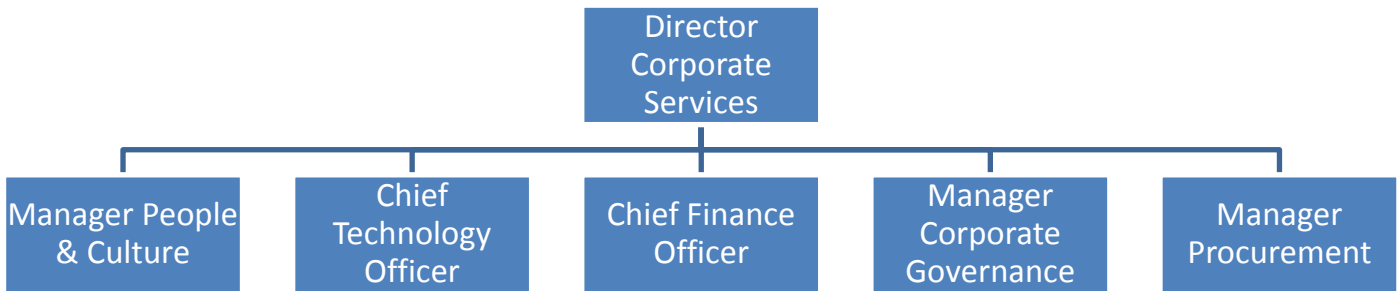 Director
Corporate
Services
Manager People
& Culture
Chief
Technology
Officer
Chief Finance
Officer
Manager
Corporate
Governance
Manager
Procurement